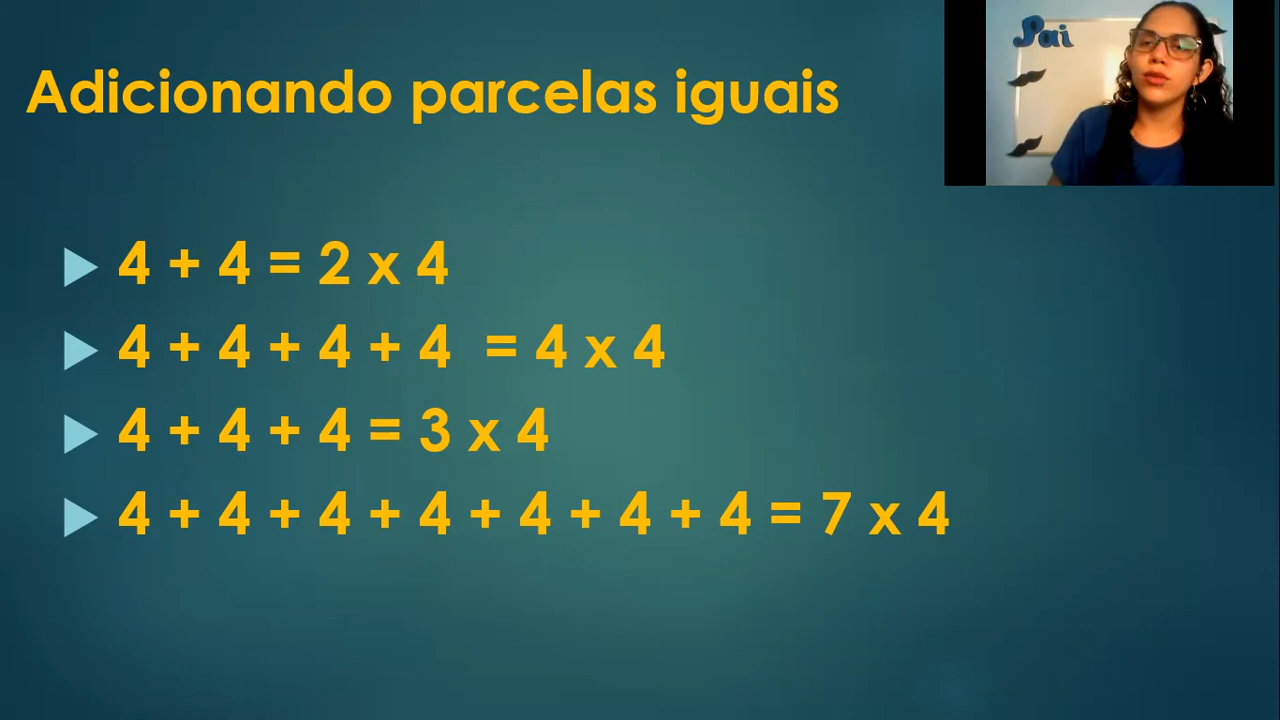 Adicionando parcelas iguais
Pai
4 + 4 = 2 x 4
4 + 4 + 4 + 4 = 4 x 4
4 + 4 + 4 = 3 x 4
4 + 4 + 4 + 4 + 4 + 4 + 4 = 7 x 4